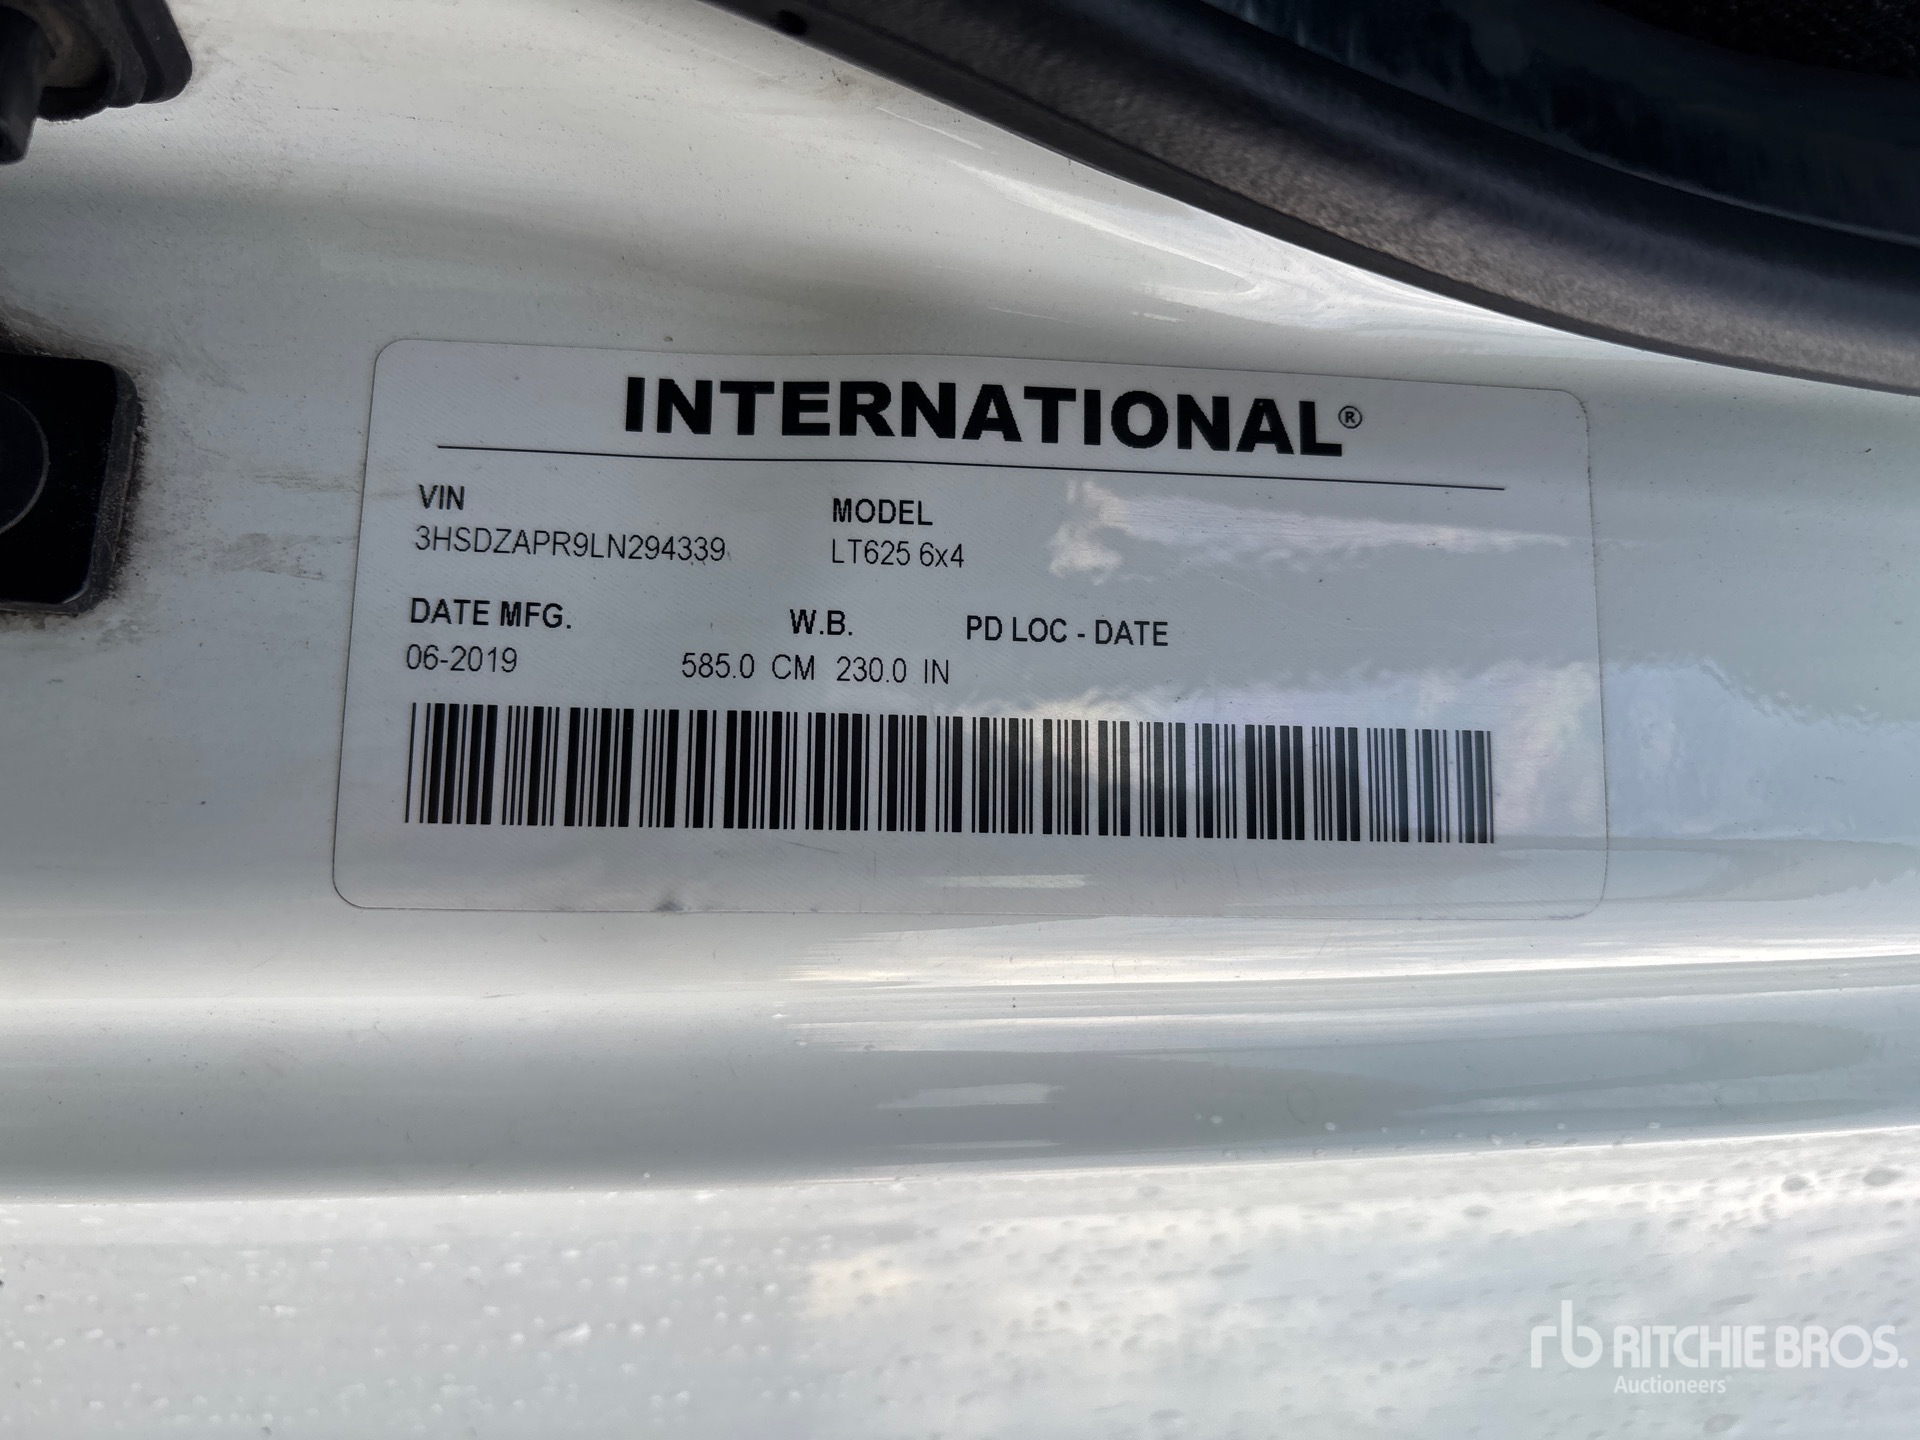 INTERNATIONAL®
VIN
3HSDZAPR9LN294339
MODEL
LT625 6x4
DATE MFG.
06-2019
W.B.
585.0 CM 230.0 IN
PD LOC - DATE
rb RITCHIE BROS.
Auctioneers